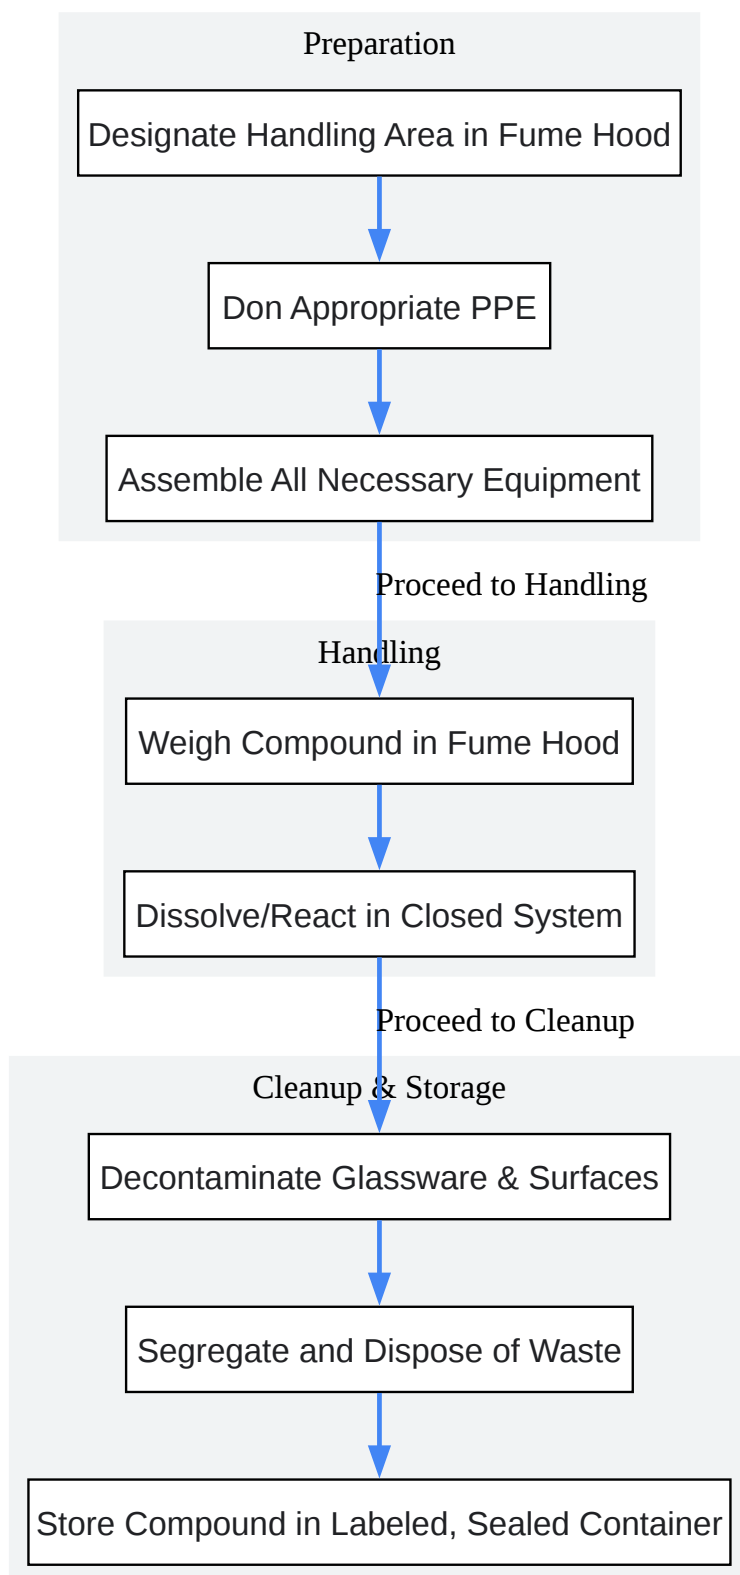 Preparation
Designate Handling Area in Fume Hood
Don Appropriate PPE
Assemble All Necessary Equipment
Proceed to Handling
Handling
Weigh Compound in Fume Hood
Dissolve/React in Closed System
Proceed to Cleanup
Cleanup & Storage
Decontaminate Glassware & Surfaces
Segregate and Dispose of Waste
Store Compound in Labeled, Sealed Container